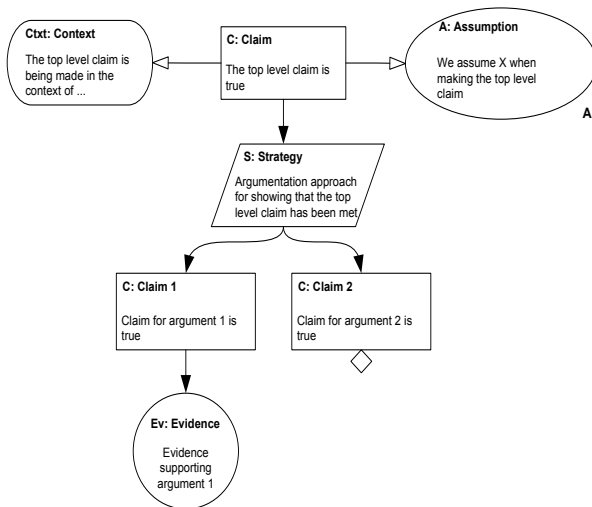 Ctxt: Context
The top level claim is
being made in the
context of ...
C: Claim
The top level claim is
true
A: Assumption
We assume X when
making the top level
claim
A
S: Strategy
Argumentation approach
for showing that the top
level claim has been met
C: Claim 1
Claim for argument 1 is
true
C: Claim 2
Claim for argument 2 is
true
Ev: Evidence
Evidence
supporting
argument 1